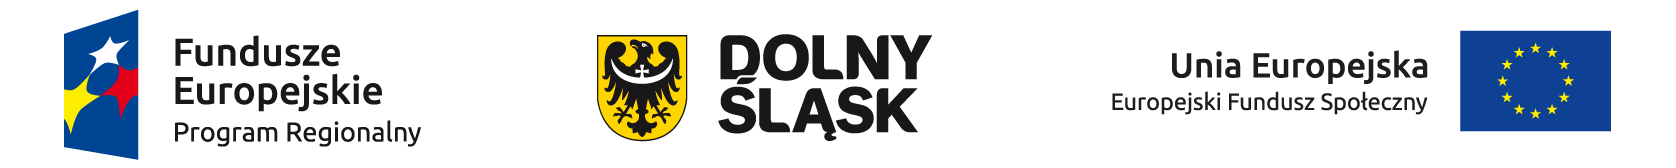 Fundusze
Europejskie
Program Regionalny
DOLNY
ŚLĄSK
Unia Europejska
Europejski Fundusz Społeczny